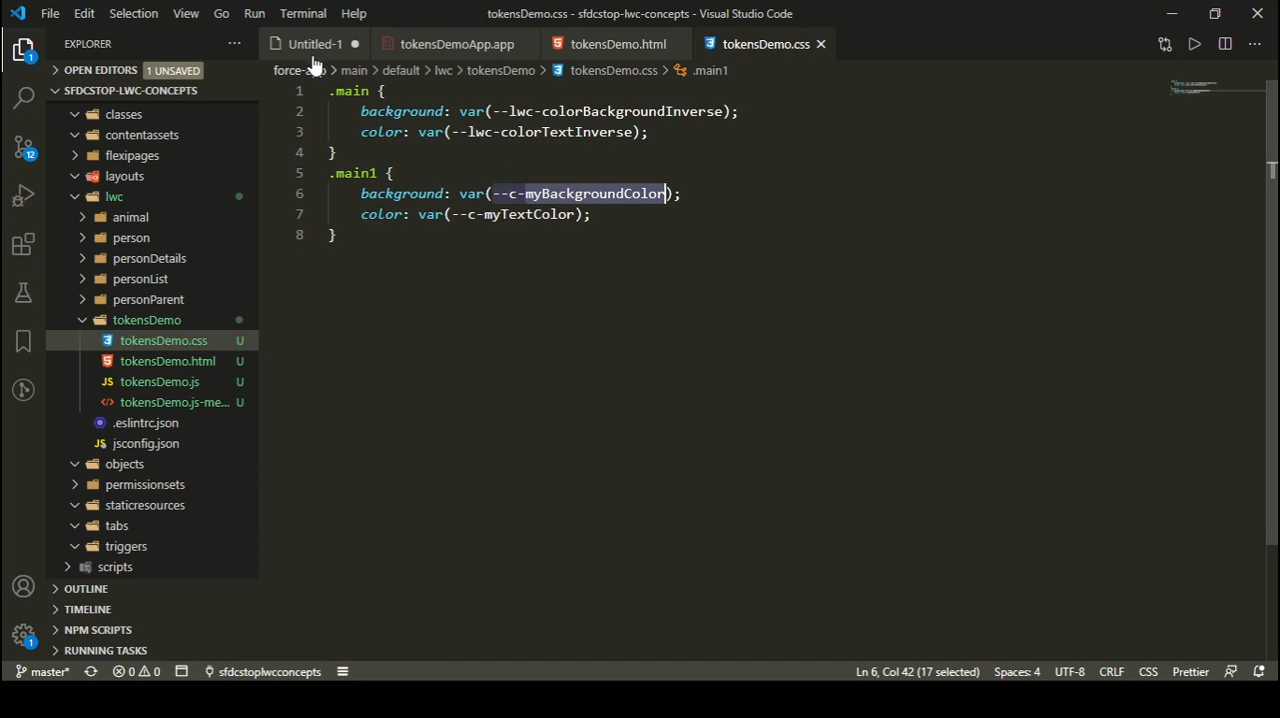 File Edit Selection View Go Run Terminal Help
tokensDemo.css - sfdcstop-lwc-concepts - Visual Studio Code
EXPLORER
Untitled-1 tokensDemoApp.app tokensDemo.html tokensDemo.css
OPEN EDITORS 1 UNSAVED
> main > default > lwc > tokensDemo > tokensDemo.css > .main1
SFDCSTOP-LWC-CONCEPTS
classes
contentassets
flexipages
layouts
lwc
animal
person
personDetails
personList
personParent
tokensDemo
tokensDemo.css U
tokensDemo.html U
tokensDemo.js U
tokensDemo.js-me... U
.eslintrc.json
jsconfig.json
objects
permissionsets
staticresources
tabs
triggers
scripts
OUTLINE
TIMELINE
NPM SCRIPTS
RUNNING TASKS
1 .main {
2 background: var(--lwc-colorBackgroundInverse);
3 color: var(--lwc-colorTextInverse);
4 }
5 .main1 {
6 background: var(--c-myBackgroundColor);
7 color: var(--c-myTextColor);
8 }
1
12
1
master* 0 0 sfdcstoplwcconcepts Ln 6, Col 42 (17 selected) Spaces: 4 UTF-8 CRLF CSS Prettier